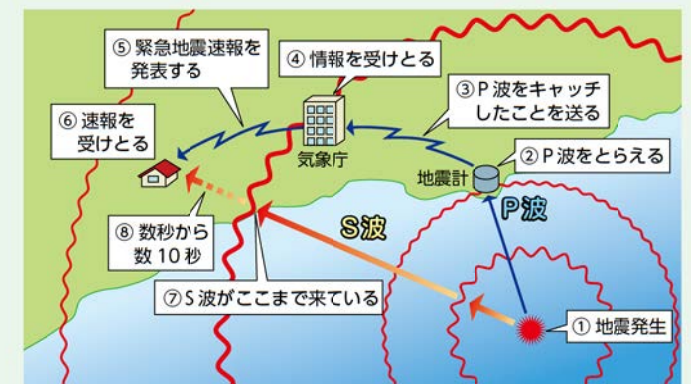 ⑤ 緊急地震速報を
発表する
④ 情報を受けとる
③ P波をキャッチ
したことを送る
⑥ 速報を
受けとる
気象庁
地震計
② P波をとらえる
⑧ 数秒から
数10秒
S波
P波
⑦ S波がここまで来ている
① 地震発生